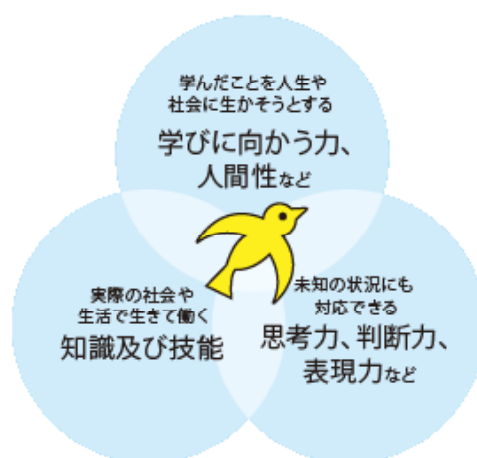 学んだことを人生や
社会に生かそうとする
学びに向かう力、
人間性など
実際の社会や
生活で生きて働く
知識及び技能
未知の状況にも
対応できる
思考力、判断力、
表現力など